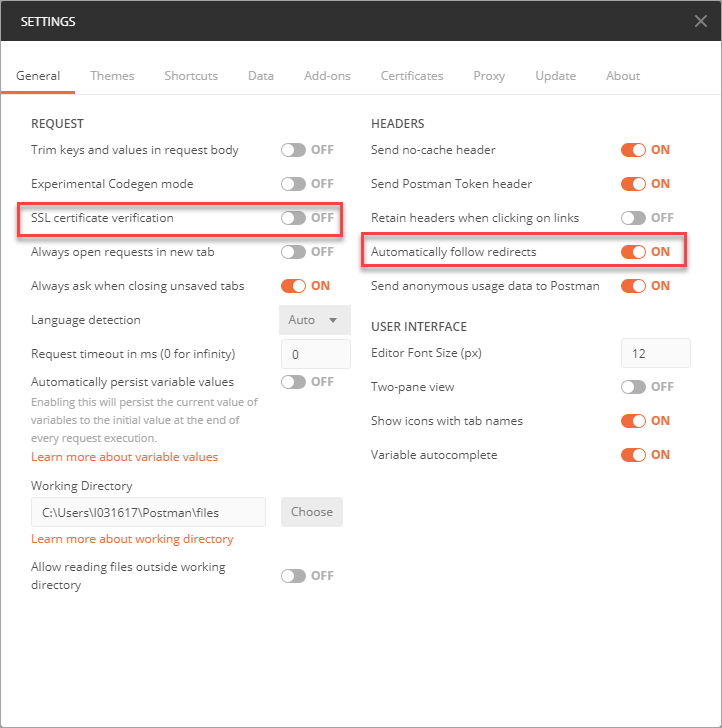 SETTINGS
General Themes Shortcuts Data Add-ons Certificates Proxy Update About
REQUEST
Trim keys and values in request body OFF
Experimental Codegen mode OFF
SSL certificate verification OFF
Always open requests in new tab OFF
Always ask when closing unsaved tabs ON
Language detection Auto
Request timeout in ms (0 for infinity) 0
Automatically persist variable values OFF
Enabling this will persist the current value of
variables to the initial value at the end of
every request execution.
Learn more about variable values
Working Directory
C:\Users\I031617\Postman\files Choose
Learn more about working directory
Allow reading files outside working
directory OFF
HEADERS
Send no-cache header ON
Send Postman Token header ON
Retain headers when clicking on links OFF
Automatically follow redirects ON
Send anonymous usage data to Postman ON
USER INTERFACE
Editor Font Size (px) 12
Two-pane view OFF
Show icons with tab names ON
Variable autocomplete ON